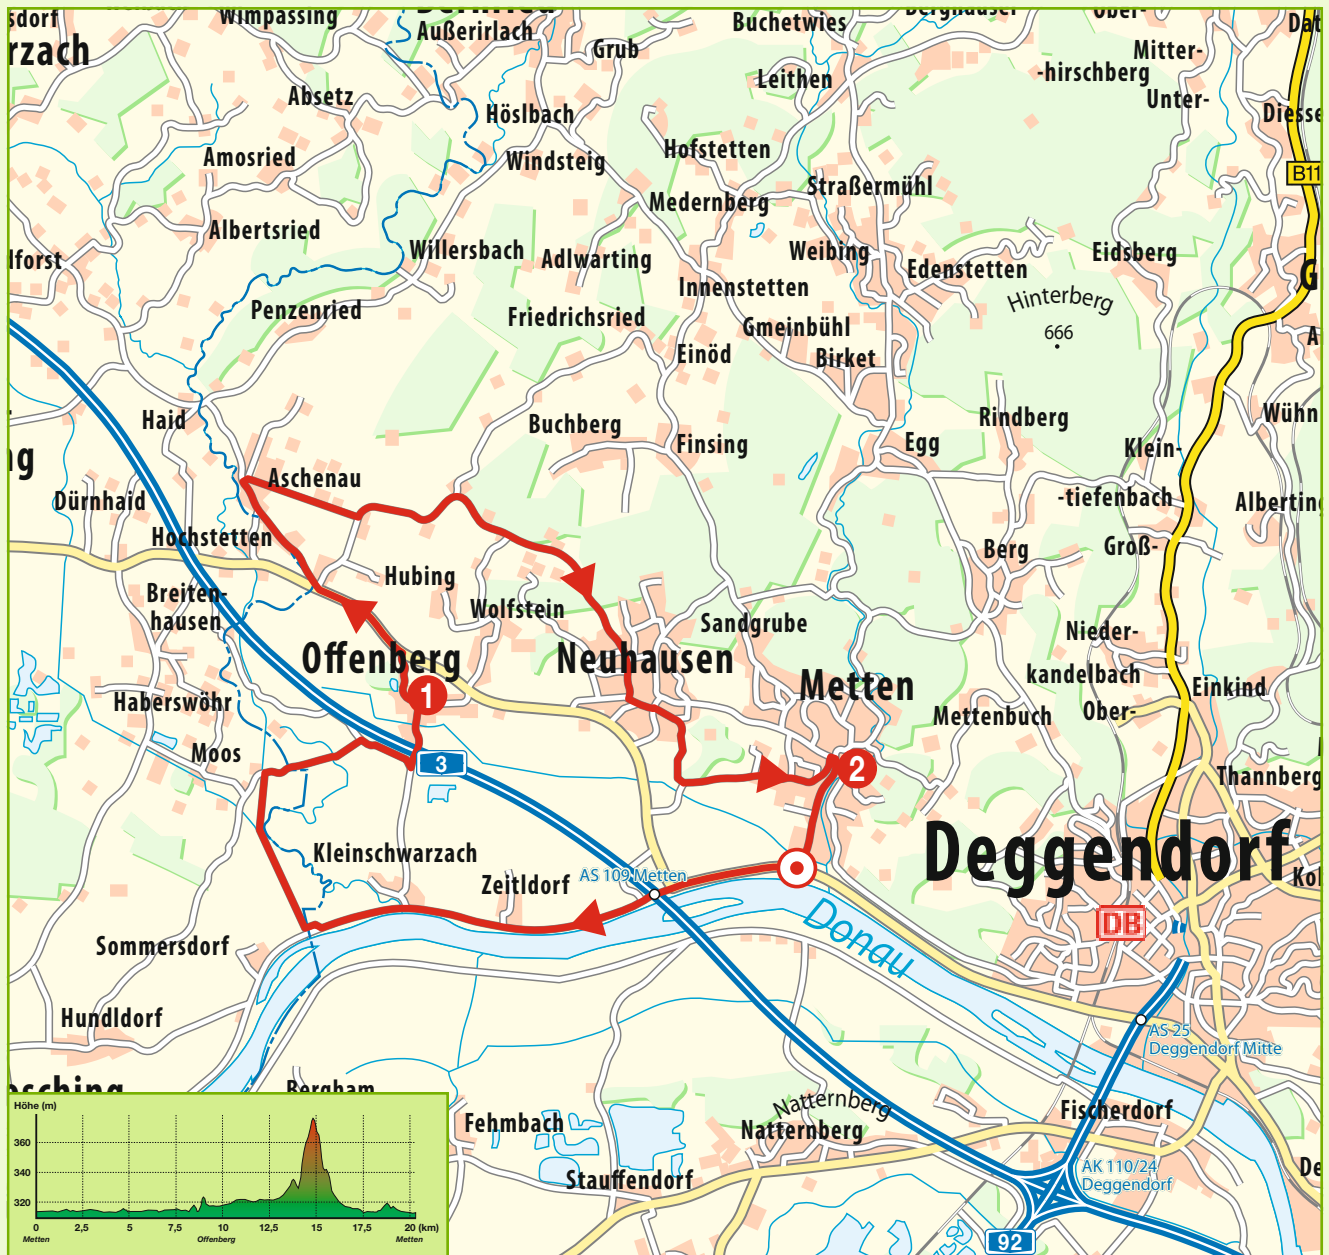 sdorf
Wimpassing
Außerirlach
Buchetwies
Ober-
Mitter-
-hirschberg
Unter-
rzach
Grub
Leithen
Absetz
Höslbach
Amosried
Windsteig
Hofstetten
B11
Straßermühl
Medernberg
Albertsried
lforst
Willersbach
Adlwarting
Weibing
Edenstetten
Eidsberg
Innenstetten
Hinterberg
666
Penzenried
Friedrichsried
Gmeinbühl
Einöd
Birket
Haid
Buchberg
Finsing
Rindberg
Egg
Wühn
Klein-
-tiefenbach
Aschenau
Dürnhaid
Hochstetten
Groß-
Berg
Hubing
Breiten-
hausen
Wolfstein
Sandgrube
Nieder-
kandelbach
Ober-
Offenberg
Neuhausen
Metten
Einkind
Haberswöhr
1
Mettenbuch
Moos
3
2
Thannberg
Deggendorf
Kleinschwarzach
Zeitldorf
AS 109 Metten
Donau
DB
Sommersdorf
Hundldorf
AS 25
Deggendorf Mitte
Bergham
Fehmbach
Natternberg
Natternberg
Fischerdorf
AK 110/24
Deggendorf
Stauffendorf
92
Höhe (m)
360
340
320
0 2,5 5 7,5 10 12,5 15 17,5 20 (km)
Metten Offenberg Metten